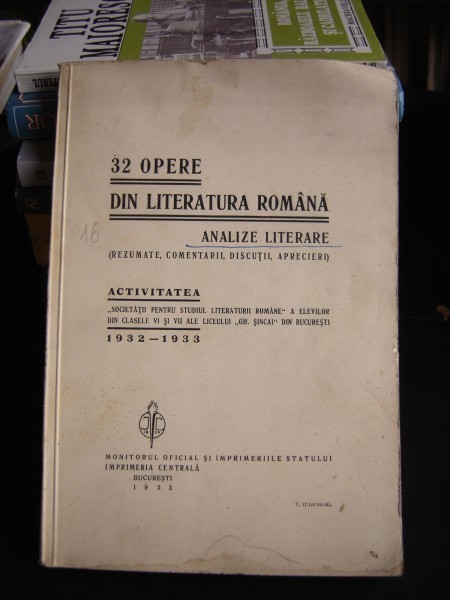 TITU
MAIORESCU
32 OPERE
DIN LITERATURA ROMÂNĂ
ANALIZE LITERARE
(REZUMATE, COMENTARII, DISCUȚII, APRECIERI)
16
ACTIVITATEA
„SOCIETĂȚII PENTRU STUDIUL LITERATURII ROMÂNE" A ELEVILOR
DIN CLASELE VI ȘI VII ALE LICEULUI „GH. ȘINCAI" DIN BUCUREȘTI
1932—1933
MONITORUL OFICIAL ȘI IMPRIMERIILE STATULUI
IMPRIMERIA CENTRALĂ
BUCUREȘTI
1933